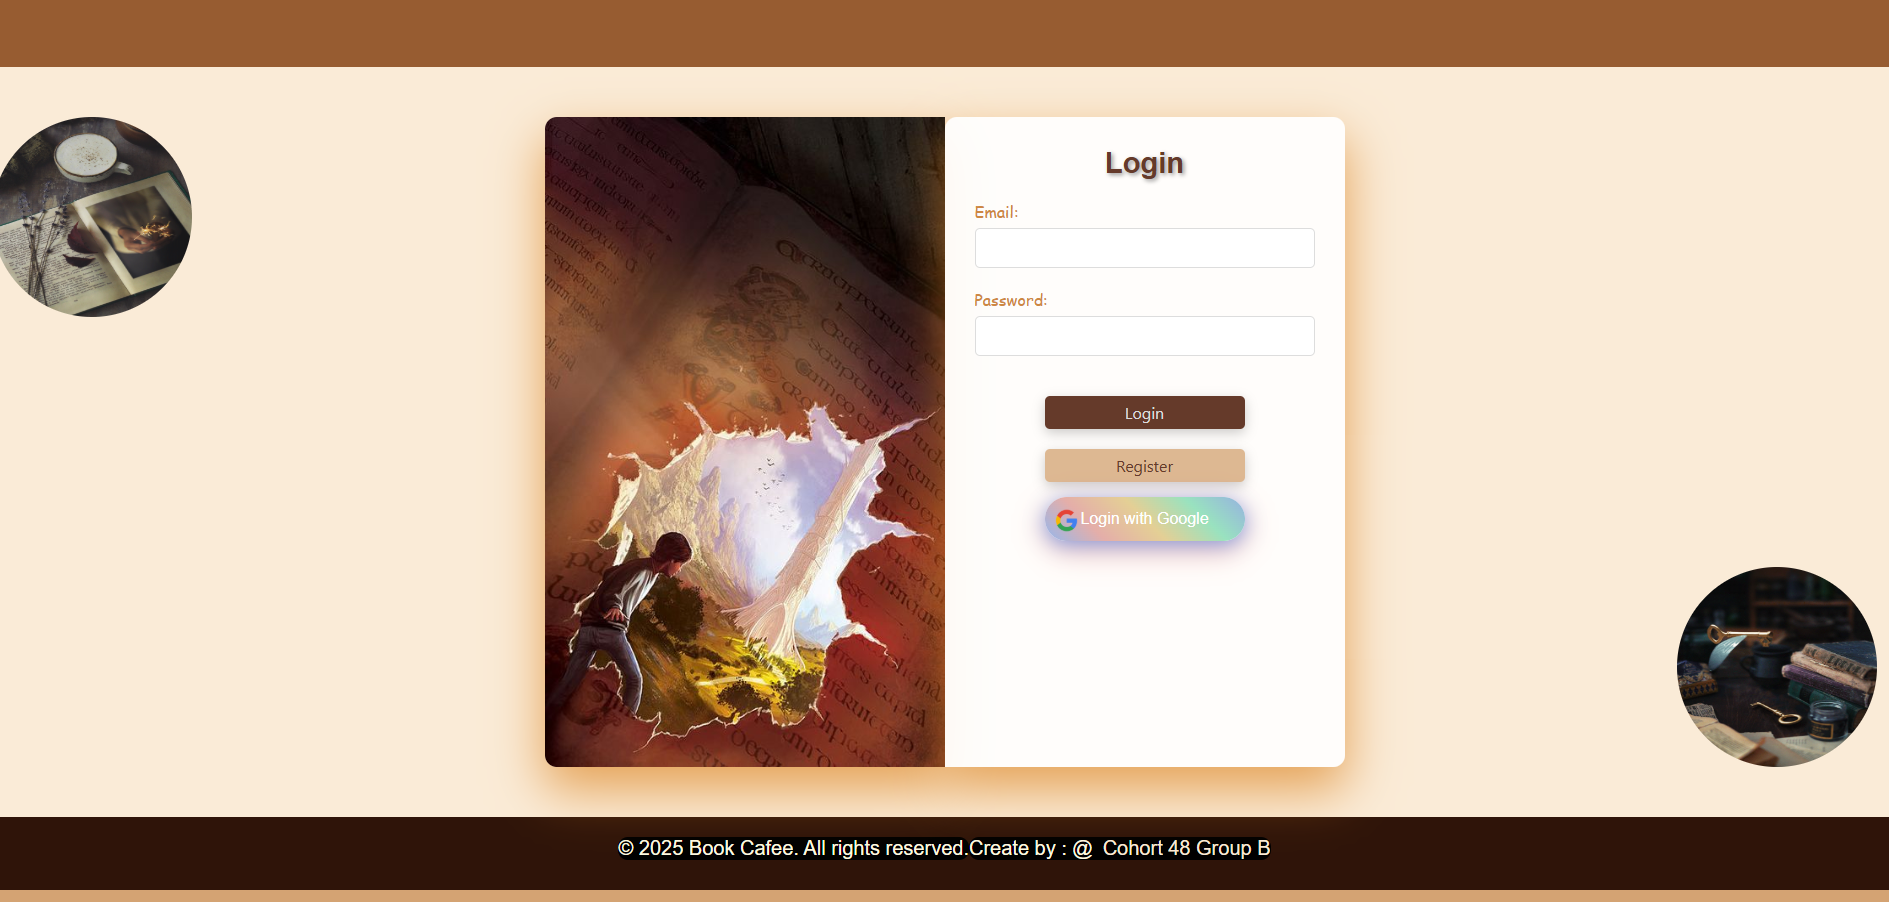 Login
Email:
Password:
Login
Register
Login with Google
© 2025 Book Cafee. All rights reserved.Create by : @ Cohort 48 Group B